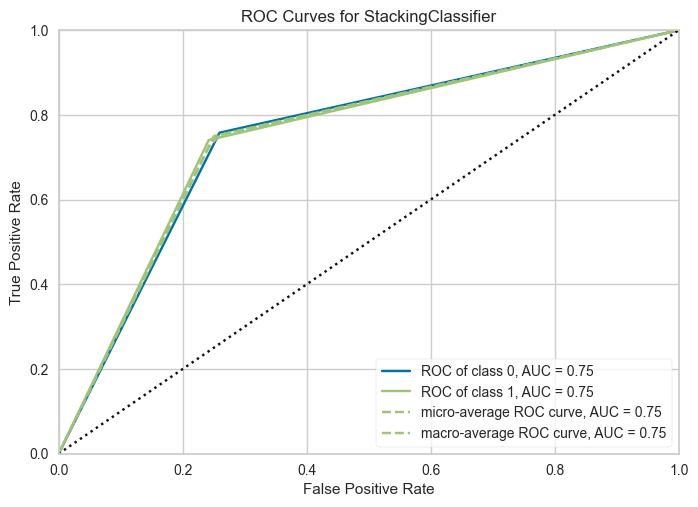 ROC Curves for StackingClassifier
True Positive Rate
1.0
0.8
0.6
0.4
0.2
0.0
0.0 0.2 0.4 0.6 0.8 1.0
False Positive Rate
ROC of class 0, AUC = 0.75
ROC of class 1, AUC = 0.75
micro-average ROC curve, AUC = 0.75
macro-average ROC curve, AUC = 0.75